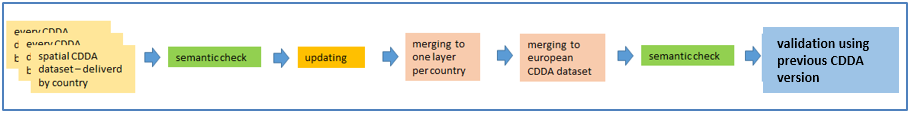 every CDDA
d
b
every CDDA
d
b
spatial CDDA
dataset – deliverd
by country
semantic check
updating
merging to
one layer
per country
merging to
european
CDDA dataset
semantic check
validation using
previous CDDA
version